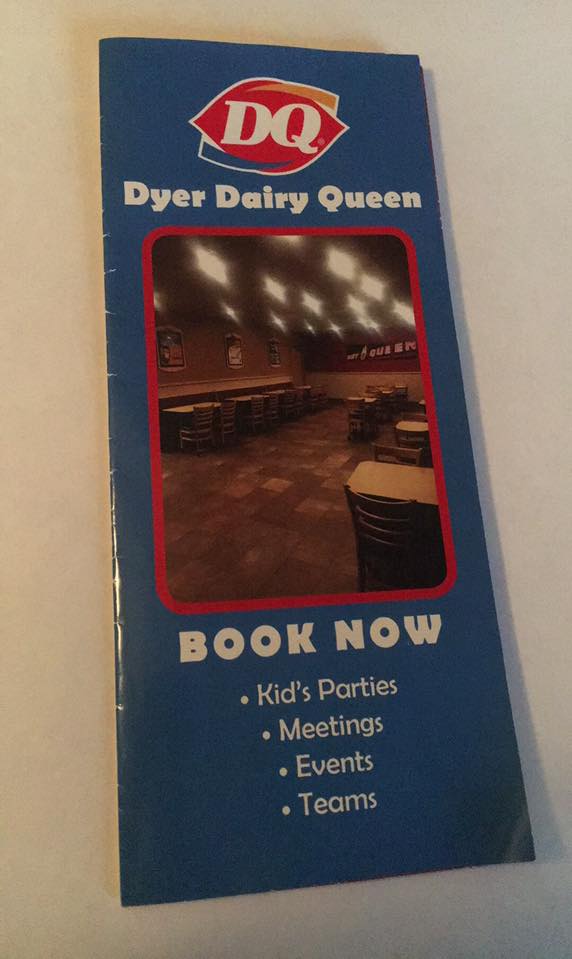 DQ
Dyer Dairy Queen
QUEEN
BOOK NOW
• Kid's Parties
• Meetings
• Events
• Teams